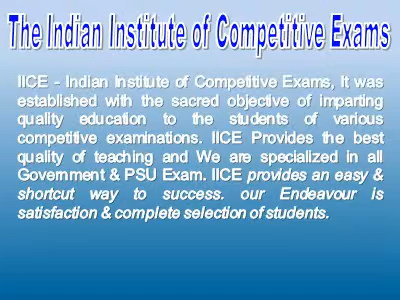 The Indian Institute of Competitive Exams
IICE - Indian Institute of Competitive Exams, It was
established with the sacred objective of imparting
quality education to the students of various
competitive examinations. IICE Provides the best
quality of teaching and We are specialized in all
Government & PSU Exam. IICE provides an easy &
shortcut way to success. our Endeavour is
satisfaction & complete selection of students.